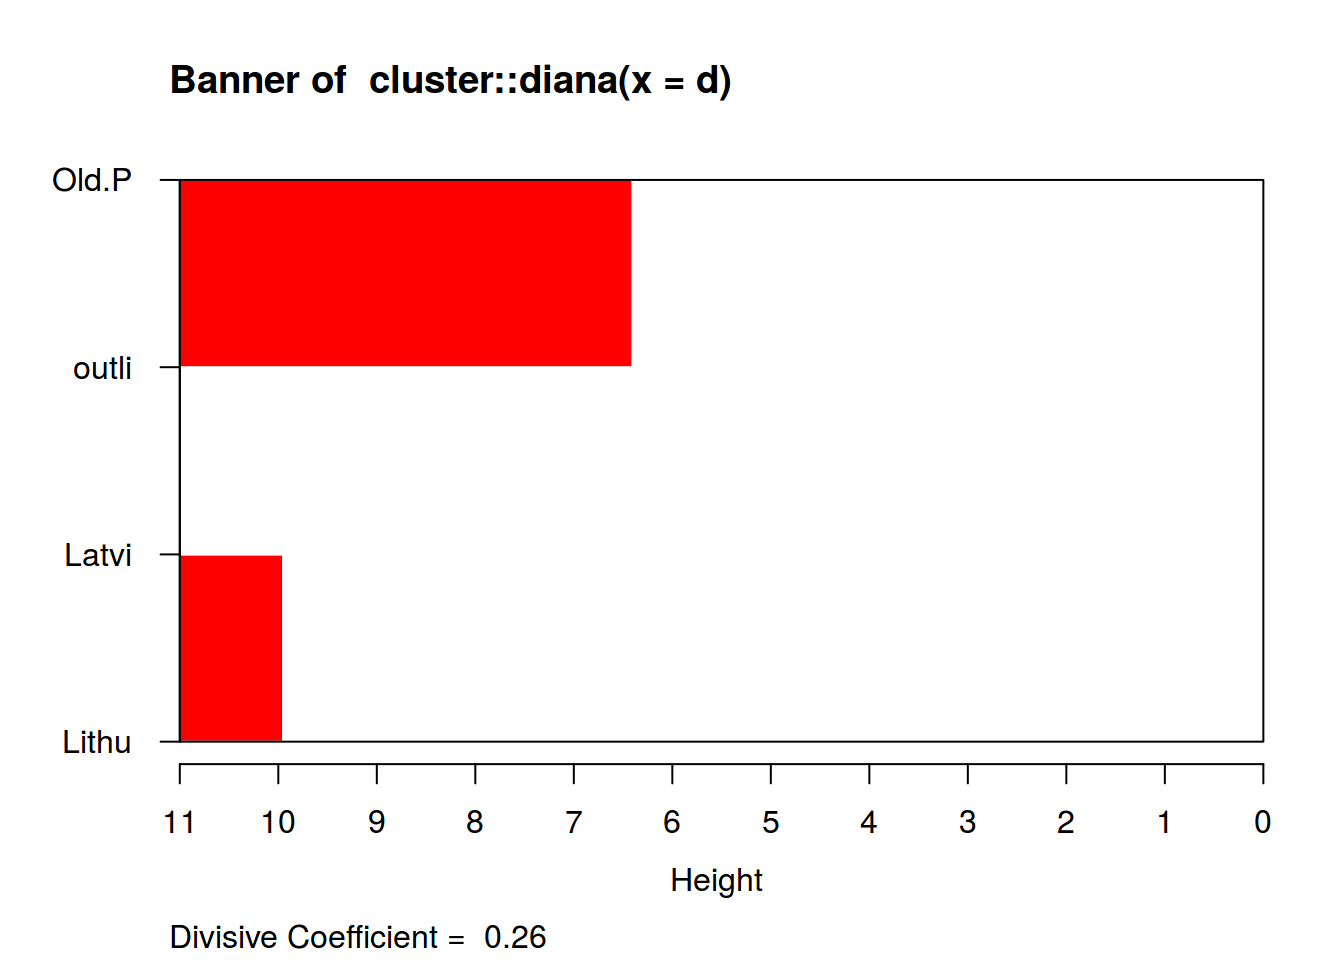 Banner of  cluster::diana(x = d)
Old.P
outli
Latvi
Lithu
11 10 9 8 7 6 5 4 3 2 1 0
Height
Divisive Coefficient =  0.26